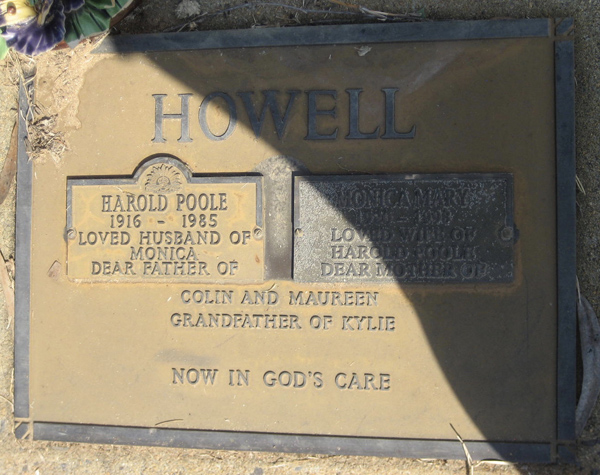 HOWELL
HAROLD POOLE
1916 - 1985
LOVED HUSBAND OF
MONICA
DEAR FATHER OF
MONICA MARY
LOVED WIFE OF
HAROLD POOLE
DEAR MOTHER OF
COLIN AND MAUREEN
GRANDFATHER OF KYLIE
NOW IN GOD'S CARE